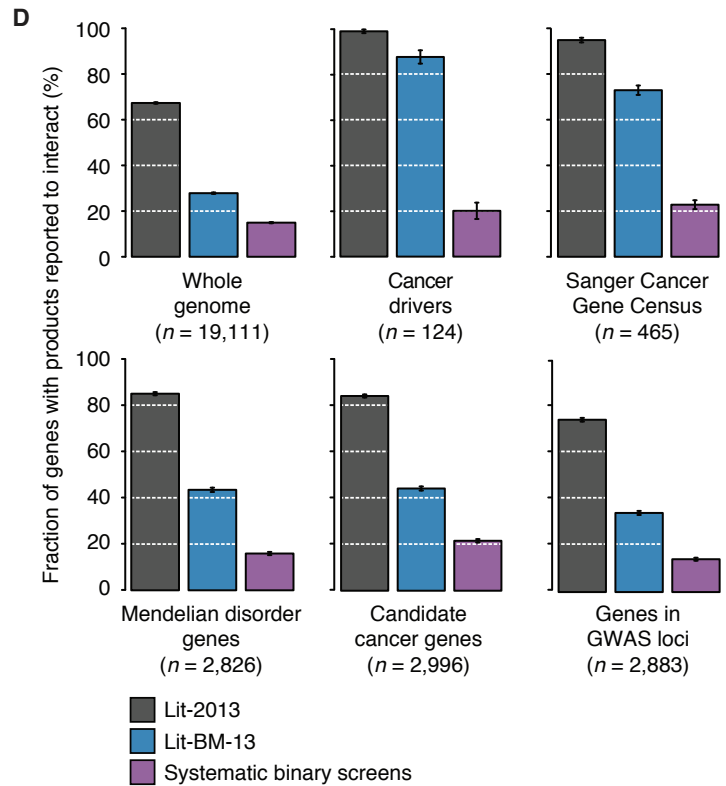 D
Fraction of genes with products reported to interact (%)
100
80
60
40
20
0
Whole
genome
(n = 19,111)
Cancer
drivers
(n = 124)
Sanger Cancer
Gene Census
(n = 465)
100
80
60
40
20
0
Mendelian disorder
genes
(n = 2,826)
Candidate
cancer genes
(n = 2,996)
Genes in
GWAS loci
(n = 2,883)
Lit-2013
Lit-BM-13
Systematic binary screens